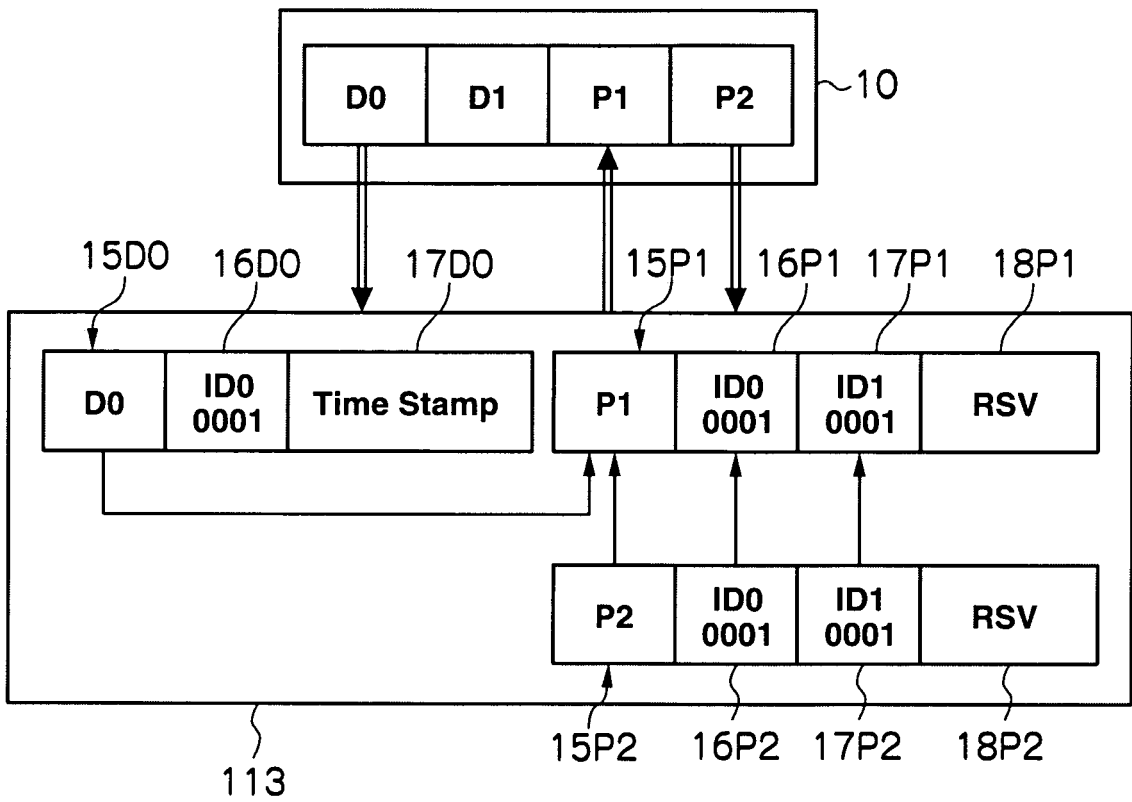 D0 D1 P1 P2
10
15D0 16D0 17D0 15P1 16P1 17P1 18P1
D0 ID0 0001 Time Stamp P1 ID0 0001 ID1 0001 RSV
P2 ID0 0001 ID1 0001 RSV
15P2 16P2 17P2 18P2
113